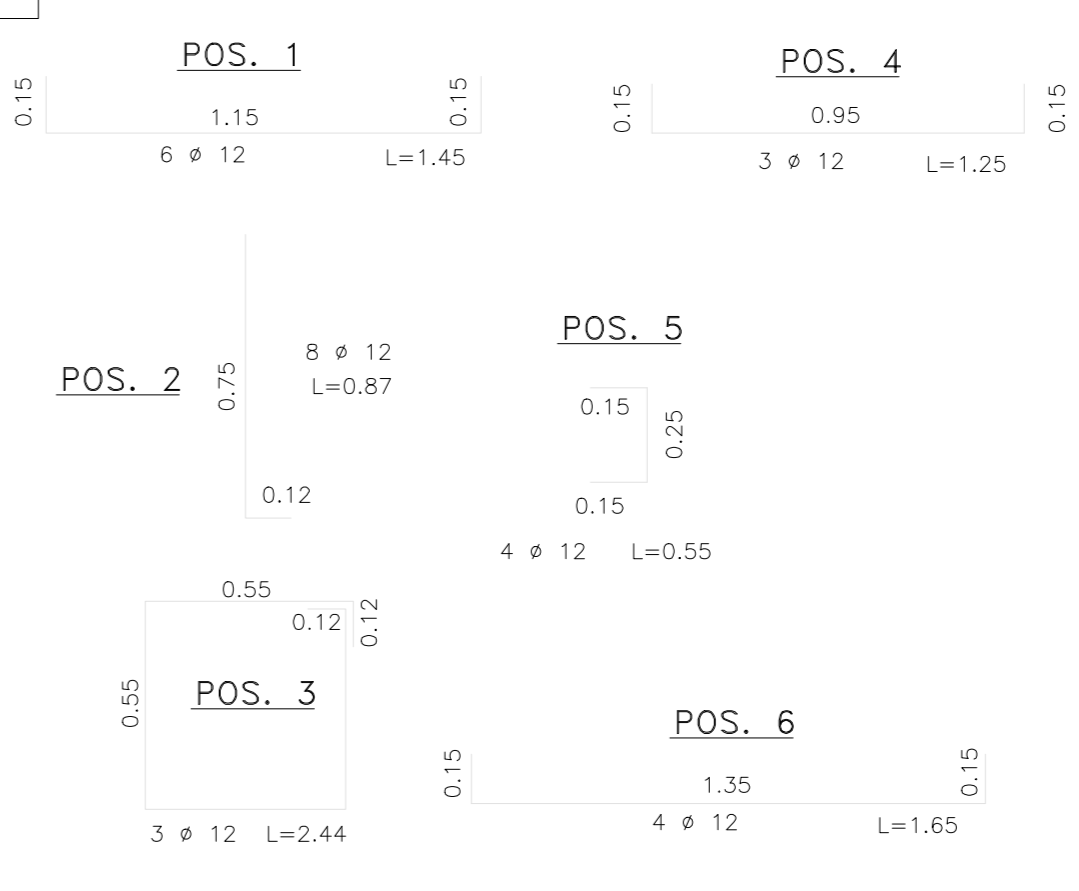 POS. 1
0.15
1.15
0.15
6 ø 12 L=1.45
POS. 4
0.15
0.95
0.15
3 ø 12 L=1.25
POS. 2
0.75
8 ø 12
L=0.87
0.12
POS. 5
0.15
0.25
0.15
4 ø 12 L=0.55
0.55
0.12
0.12
0.55
POS. 3
3 ø 12 L=2.44
POS. 6
0.15
1.35
0.15
4 ø 12 L=1.65